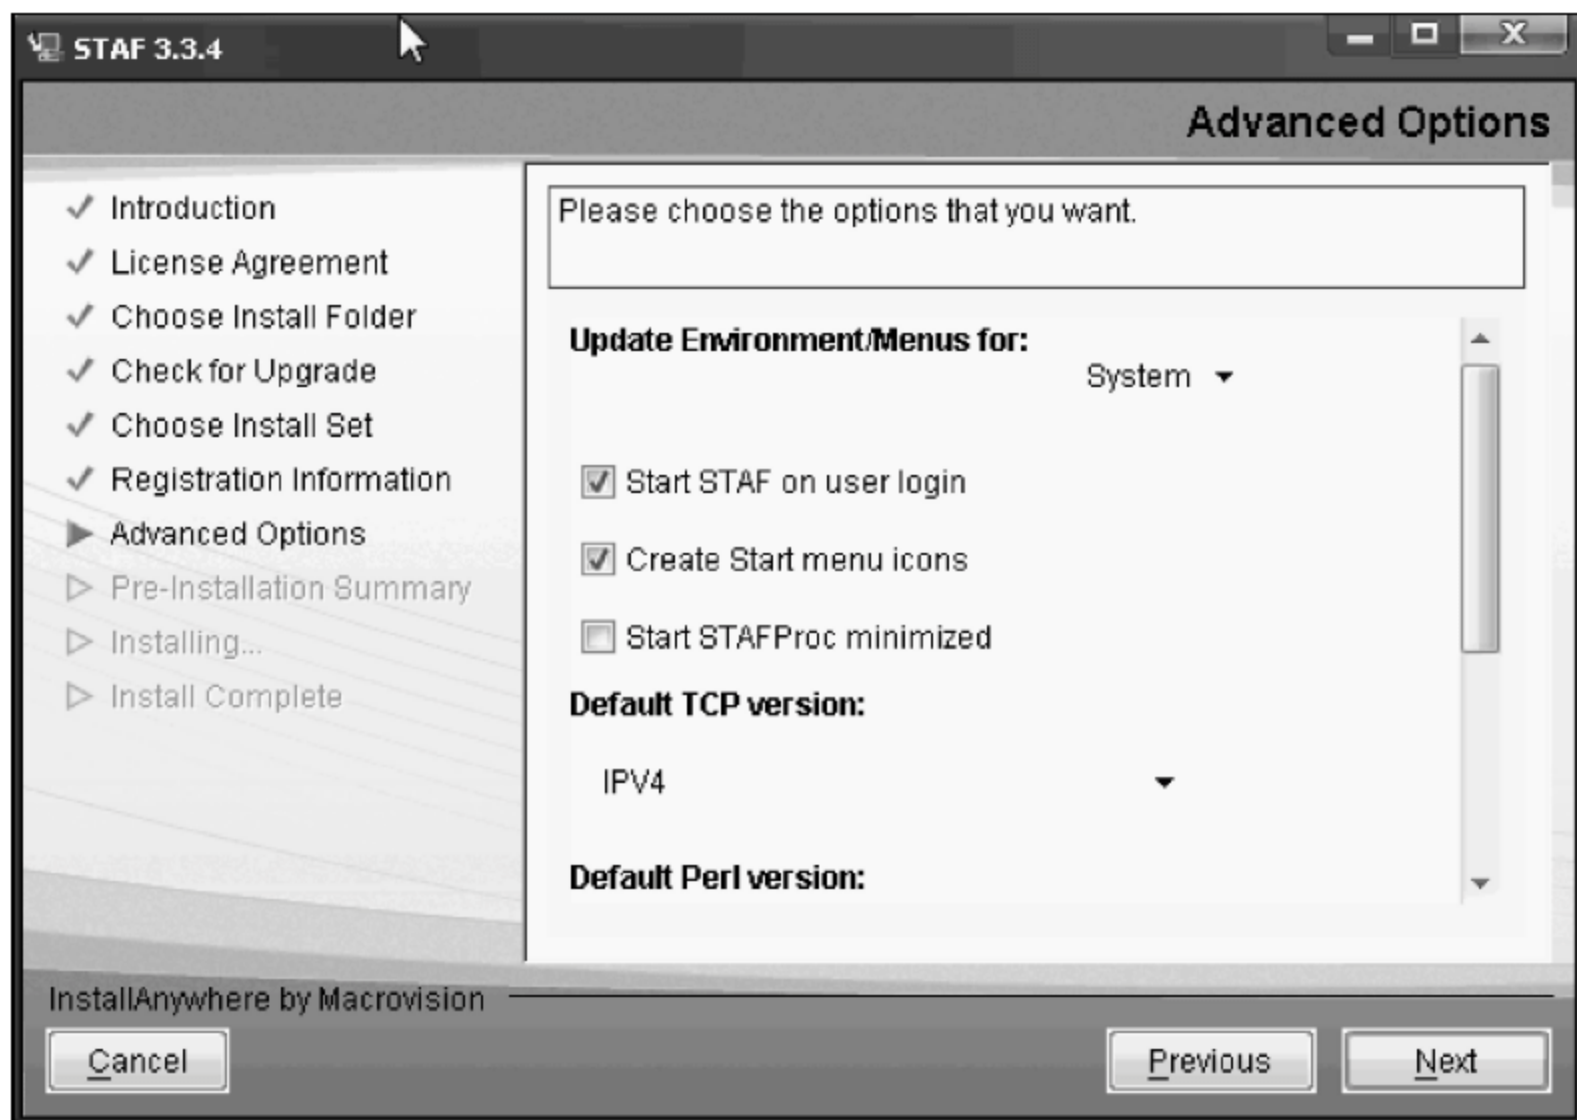 STAF 3.3.4
Advanced Options
Introduction
License Agreement
Choose Install Folder
Check for Upgrade
Choose Install Set
Registration Information
Advanced Options
Pre-Installation Summary
Installing...
Install Complete
Please choose the options that you want.
Update Environment/Menus for:
System
Start STAF on user login
Create Start menu icons
Start STAFProc minimized
Default TCP version:
IPV4
Default Perl version:
InstallAnywhere by Macrovision
Cancel
Previous
Next